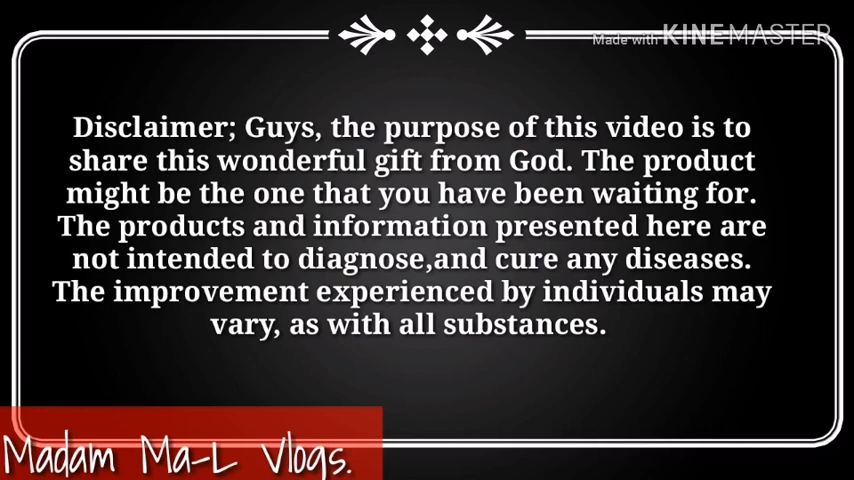 Made with KINEMASTER
Disclaimer; Guys, the purpose of this video is to
share this wonderful gift from God. The product
might be the one that you have been waiting for.
The products and information presented here are
not intended to diagnose,and cure any diseases.
The improvement experienced by individuals may
vary, as with all substances.
Madam Ma-L Vlogs.